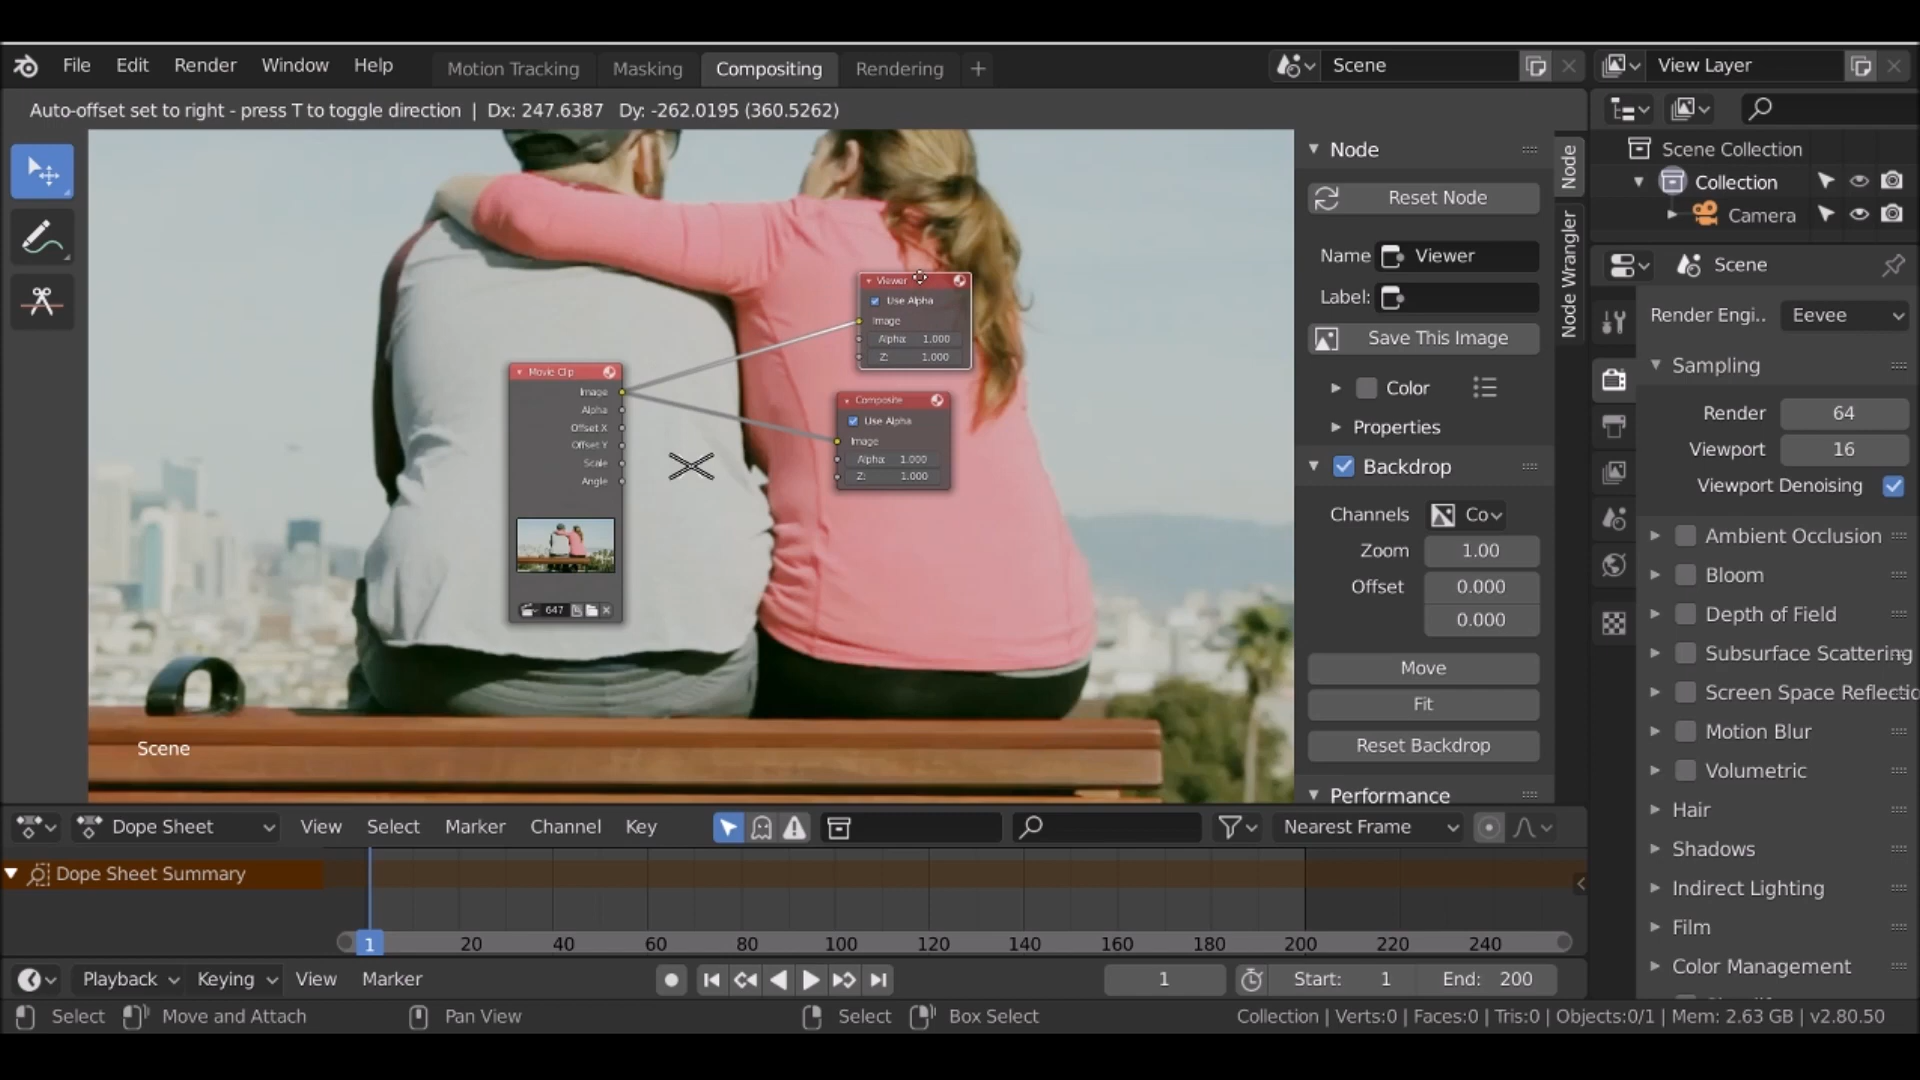 File Edit Render Window Help
Motion Tracking Masking Compositing Rendering +
Scene
View Layer
Auto-offset set to right - press T to toggle direction | Dx: 247.6387 Dy: -262.0195 (360.5262)
Viewer
Use Alpha
Image
Alpha: 1.000
Z: 1.000
Movie Clip
Image
Alpha
Offset X
Offset Y
Scale
Angle
647
Composite
Use Alpha
Image
Alpha: 1.000
Z: 1.000
Scene
Node
Reset Node
Name Viewer
Label:
Save This Image
Color
Properties
Backdrop
Channels Co
Zoom 1.00
Offset 0.000
0.000
Move
Fit
Reset Backdrop
Performance
Node
Node Wrangler
Scene Collection
Collection
Camera
Scene
Render Engi.. Eevee
Sampling
Render 64
Viewport 16
Viewport Denoising
Ambient Occlusion
Bloom
Depth of Field
Subsurface Scattering
Screen Space Reflectio
Motion Blur
Volumetric
Hair
Shadows
Indirect Lighting
Film
Color Management
Dope Sheet View Select Marker Channel Key Nearest Frame
Dope Sheet Summary
1 20 40 60 80 100 120 140 160 180 200 220 240
Playback Keying View Marker 1 Start: 1 End: 200
Select Move and Attach Pan View Select Box Select Collection | Verts:0 | Faces:0 | Tris:0 | Objects:0/1 | Mem: 2.63 GB | v2.80.50